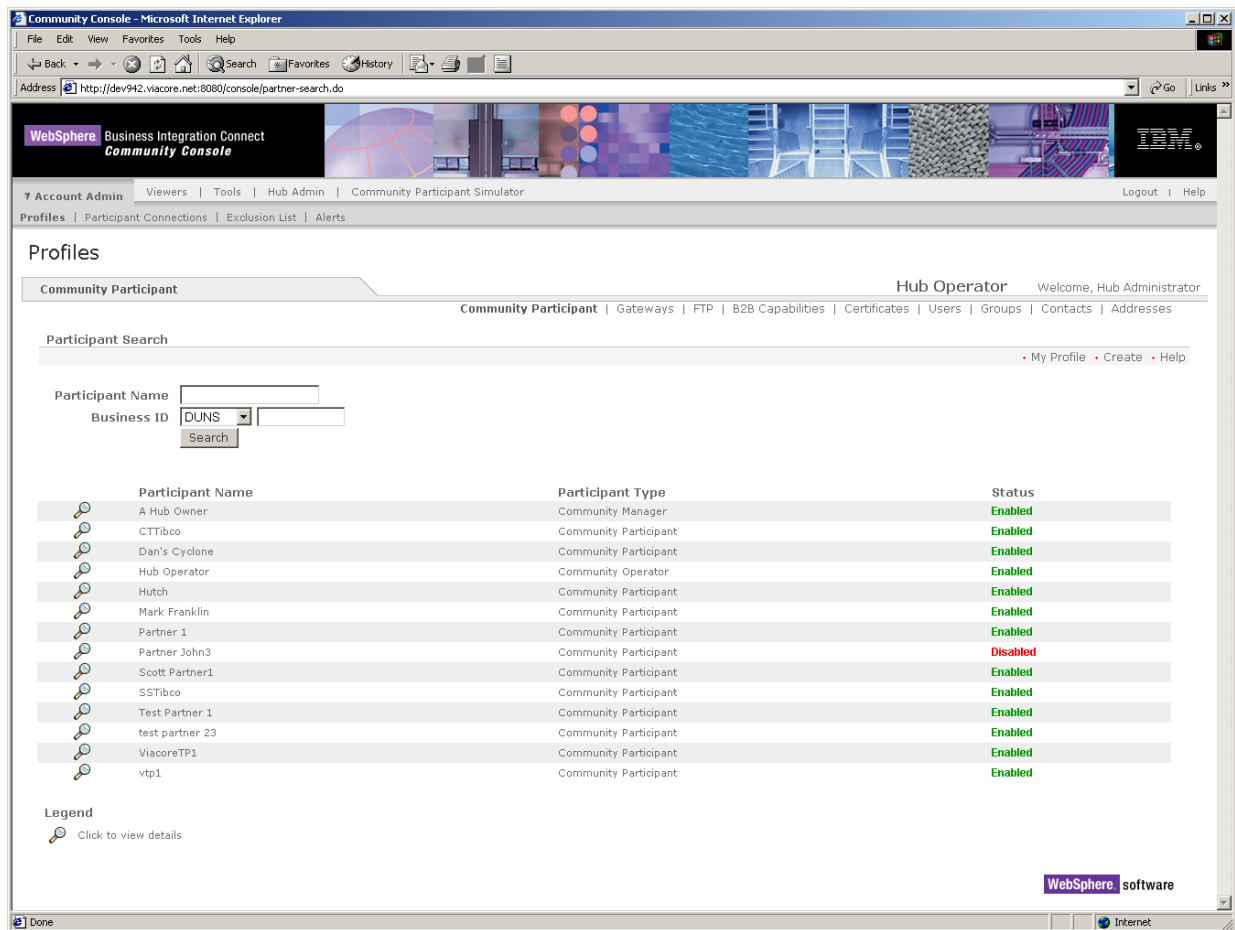 Community Console - Microsoft Internet Explorer
File Edit View Favorites Tools Help
Back Search Favorites History
Address http://dev942.viacore.net:8080/console/partner-search.do Go Links »
WebSphere. Business Integration Connect
Community Console
IBM®
Account Admin Viewers | Tools | Hub Admin | Community Participant Simulator Logout | Help
Profiles | Participant Connections | Exclusion List | Alerts
Profiles
Community Participant Hub Operator Welcome, Hub Administrator
Community Participant | Gateways | FTP | B2B Capabilities | Certificates | Users | Groups | Contacts | Addresses
Participant Search
• My Profile • Create • Help
Participant Name
Business ID DUNS
Search
Participant Name Participant Type Status
A Hub Owner Community Manager Enabled
CTTibco Community Participant Enabled
Dan's Cyclone Community Participant Enabled
Hub Operator Community Operator Enabled
Hutch Community Participant Enabled
Mark Franklin Community Participant Enabled
Partner 1 Community Participant Enabled
Partner John3 Community Participant Disabled
Scott Partner1 Community Participant Enabled
SSTibco Community Participant Enabled
Test Partner 1 Community Participant Enabled
test partner 23 Community Participant Enabled
ViacoreTP1 Community Participant Enabled
vtp1 Community Participant Enabled
Legend
Click to view details
WebSphere. software
Done Internet